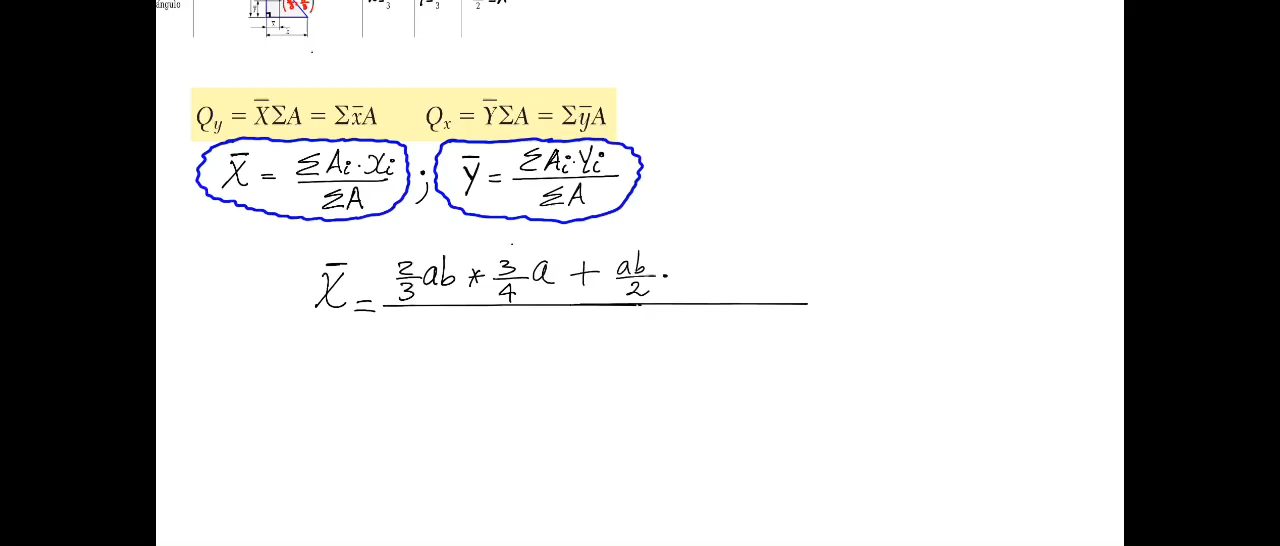 ángulo
Q_y = X̄ΣA = Σx̄A Q_x = ȲΣA = ΣȳA
X̄ = ΣAi·xi / ΣA ; Ȳ = ΣAi·Yi / ΣA
X̄ = 2/3 ab * 3/4 a + ab/2 ·